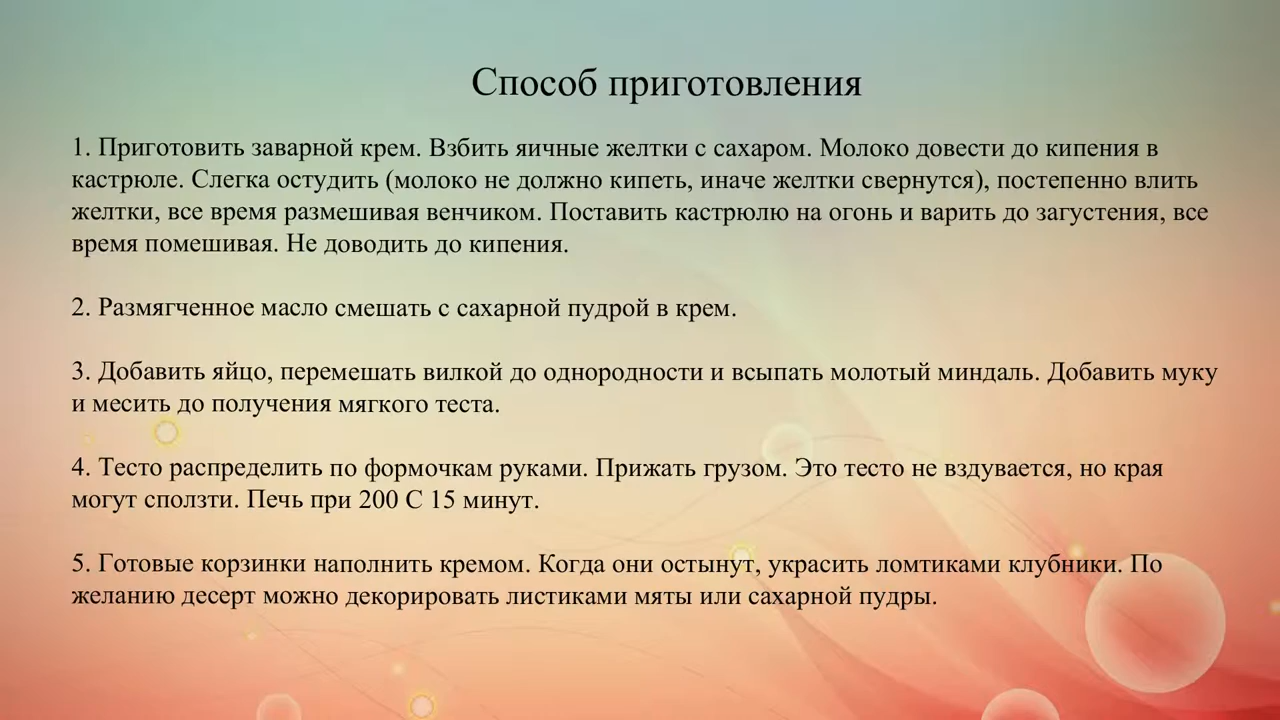 Способ приготовления
1. Приготовить заварной крем. Взбить яичные желтки с сахаром. Молоко довести до кипения в
кастрюле. Слегка остудить (молоко не должно кипеть, иначе желтки свернутся), постепенно влить
желтки, все время размешивая венчиком. Поставить кастрюлю на огонь и варить до загустения, все
время помешивая. Не доводить до кипения.
2. Размягченное масло смешать с сахарной пудрой в крем.
3. Добавить яйцо, перемешать вилкой до однородности и всыпать молотый миндаль. Добавить муку
и месить до получения мягкого теста.
4. Тесто распределить по формочкам руками. Прижать грузом. Это тесто не вздувается, но края
могут сползти. Печь при 200 С 15 минут.
5. Готовые корзинки наполнить кремом. Когда они остынут, украсить ломтиками клубники. По
желанию десерт можно декорировать листиками мяты или сахарной пудры.